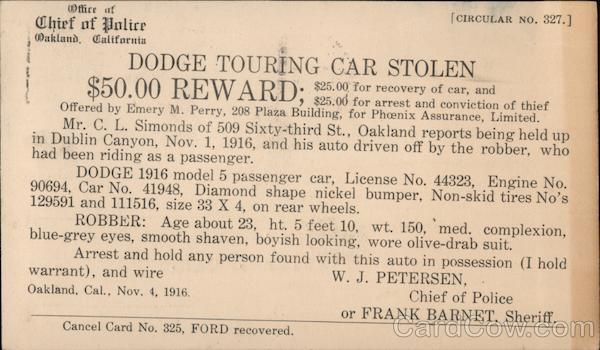 Office of
Chief of Police
Oakland, California
[CIRCULAR NO. 327.]
DODGE TOURING CAR STOLEN
$50.00 REWARD; $25.00 for recovery of car, and
$25.00 for arrest and conviction of thief
Offered by Emery M. Perry, 208 Plaza Building, for Phœnix Assurance, Limited.
Mr. C. L. Simonds of 509 Sixty-third St., Oakland reports being held up
in Dublin Canyon, Nov. 1, 1916, and his auto driven off by the robber, who
had been riding as a passenger.
DODGE 1916 model 5 passenger car, License No. 44323, Engine No.
90694, Car No. 41948, Diamond shape nickel bumper, Non-skid tires No's
129591 and 111516, size 33 X 4, on rear wheels.
ROBBER: Age about 23, ht. 5 feet 10, wt. 150, med. complexion,
blue-grey eyes, smooth shaven, boyish looking, wore olive-drab suit.
Arrest and hold any person found with this auto in possession (I hold
warrant), and wire
W. J. PETERSEN,
Oakland, Cal., Nov. 4, 1916.
Chief of Police
or FRANK BARNET, Sheriff.
Cancel Card No. 325, FORD recovered.
CardCow.com